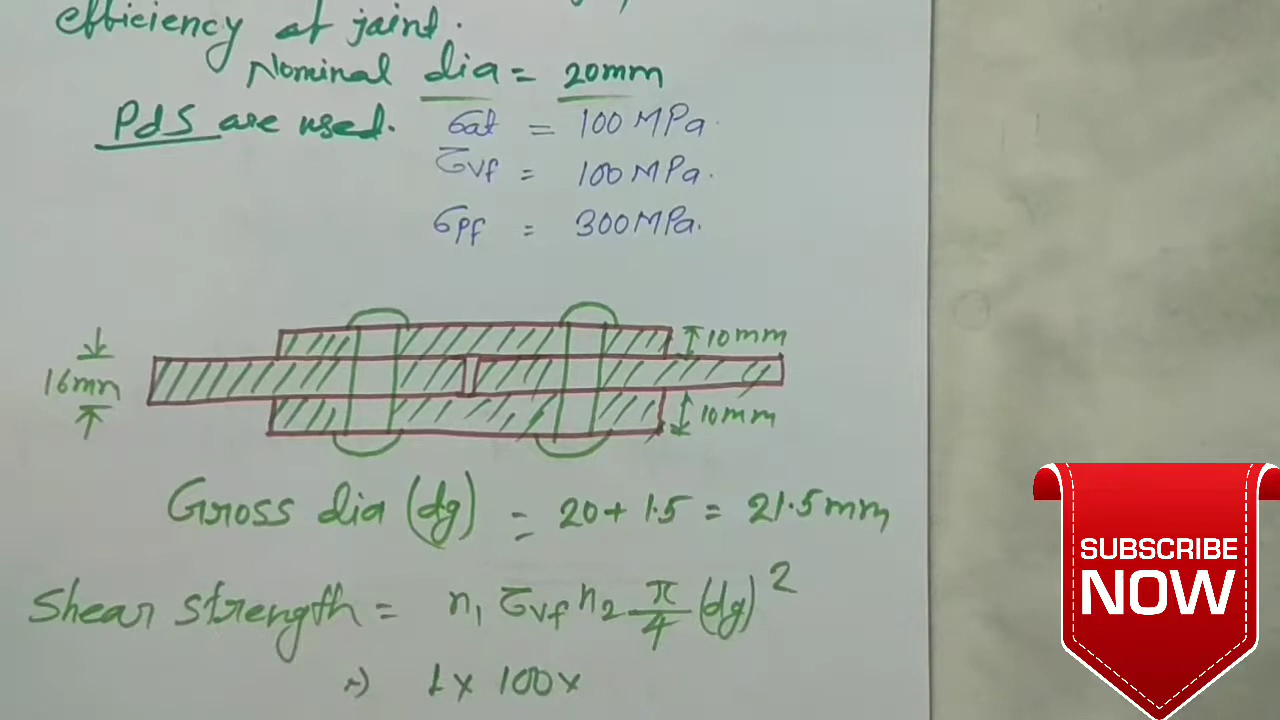 efficiency of joint.
Nominal dia = 20mm
Pds are used. σat = 100 MPa.
τvf = 100 MPa.
σpf = 300 MPa.
10mm
16mm
10mm
Gross dia (dg) = 20 + 1.5 = 21.5mm
Shear strength = n1 τvf n2 π/4 (dg)²
1 x 100 x
SUBSCRIBE
NOW